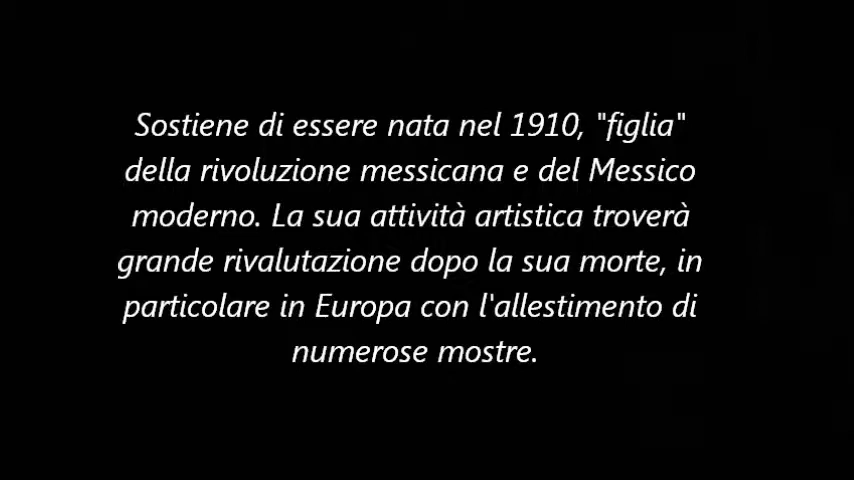 Sostiene di essere nata nel 1910, "figlia"
della rivoluzione messicana e del Messico
moderno. La sua attività artistica troverà
grande rivalutazione dopo la sua morte, in
particolare in Europa con l'allestimento di
numerose mostre.